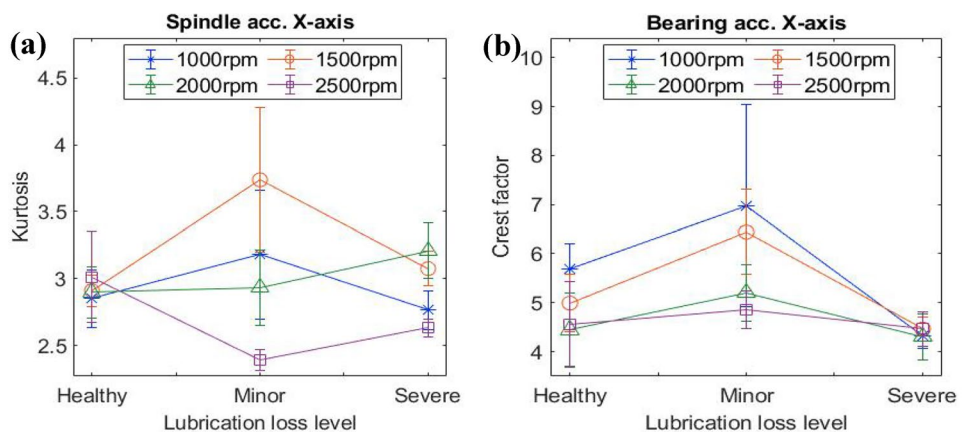 (a)
Spindle acc. X-axis
1000rpm 1500rpm
2000rpm 2500rpm
4.5
4
3.5
3
2.5
Kurtosis
Healthy Minor Severe
Lubrication loss level
(b)
Bearing acc. X-axis
1000rpm 1500rpm
2000rpm 2500rpm
10
9
8
7
6
5
4
Crest factor
Healthy Minor Severe
Lubrication loss level